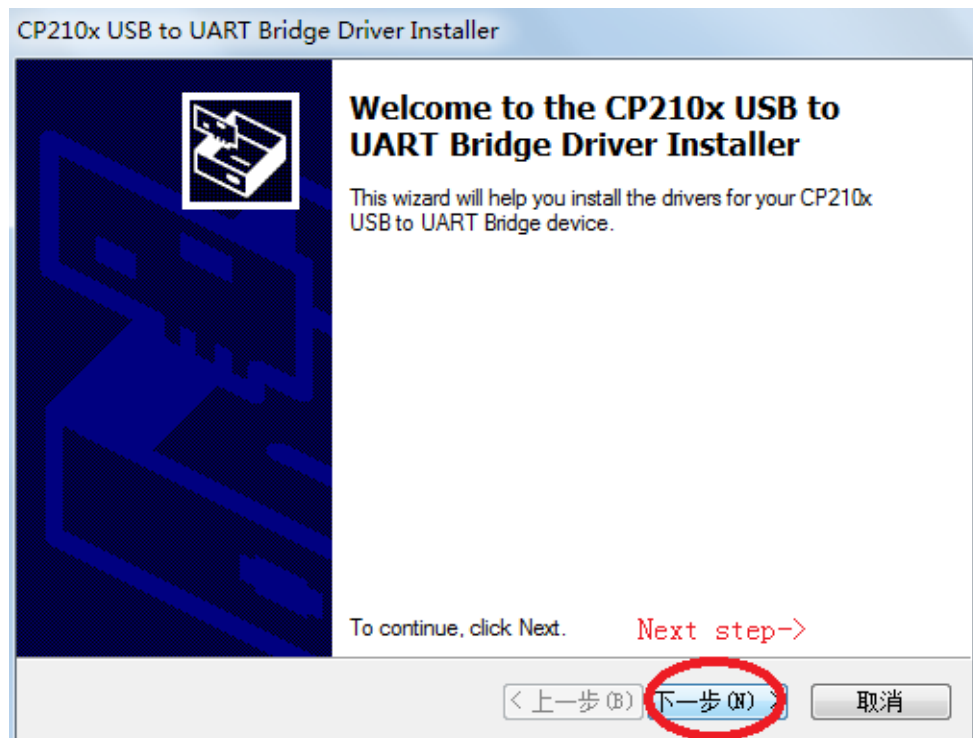 CP210x USB to UART Bridge Driver Installer
Welcome to the CP210x USB to
UART Bridge Driver Installer
This wizard will help you install the drivers for your CP210x
USB to UART Bridge device.
To continue, click Next. Next step->
< 上一步(B) 下一步(N) > 取消